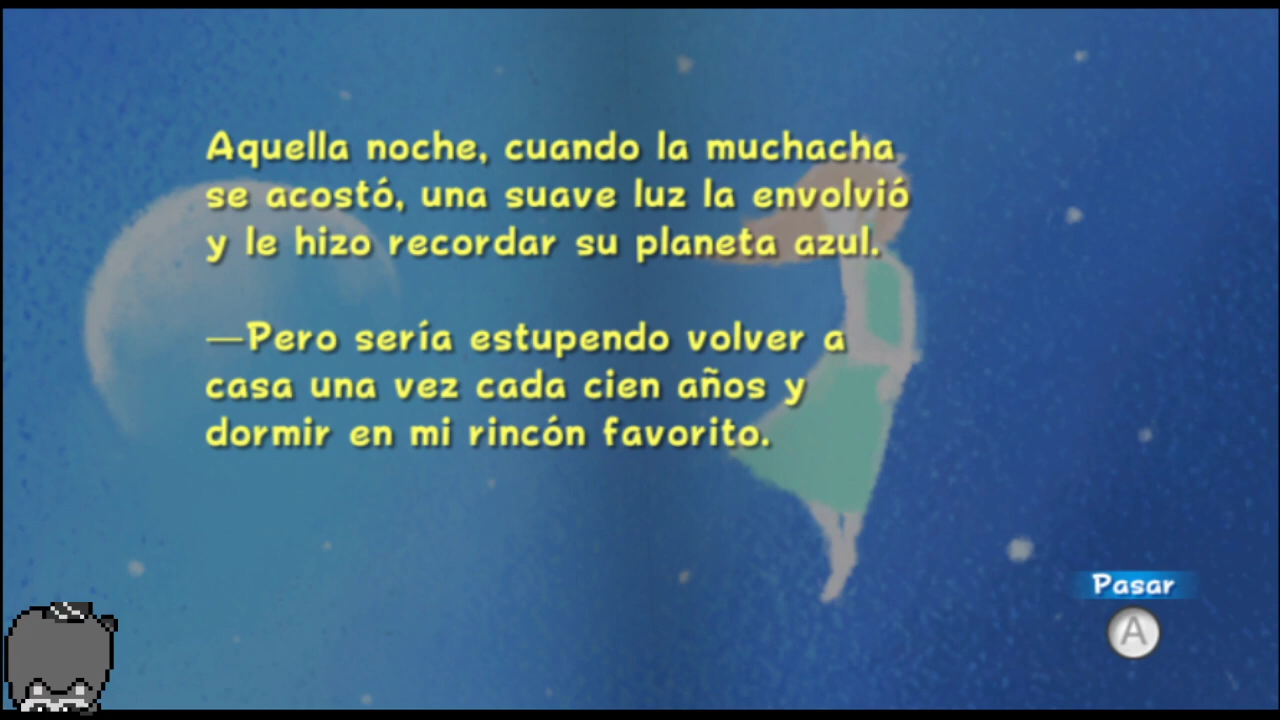 Aquella noche, cuando la muchacha
se acostó, una suave luz la envolvió
y le hizo recordar su planeta azul.
—Pero sería estupendo volver a
casa una vez cada cien años y
dormir en mi rincón favorito.
Pasar
A